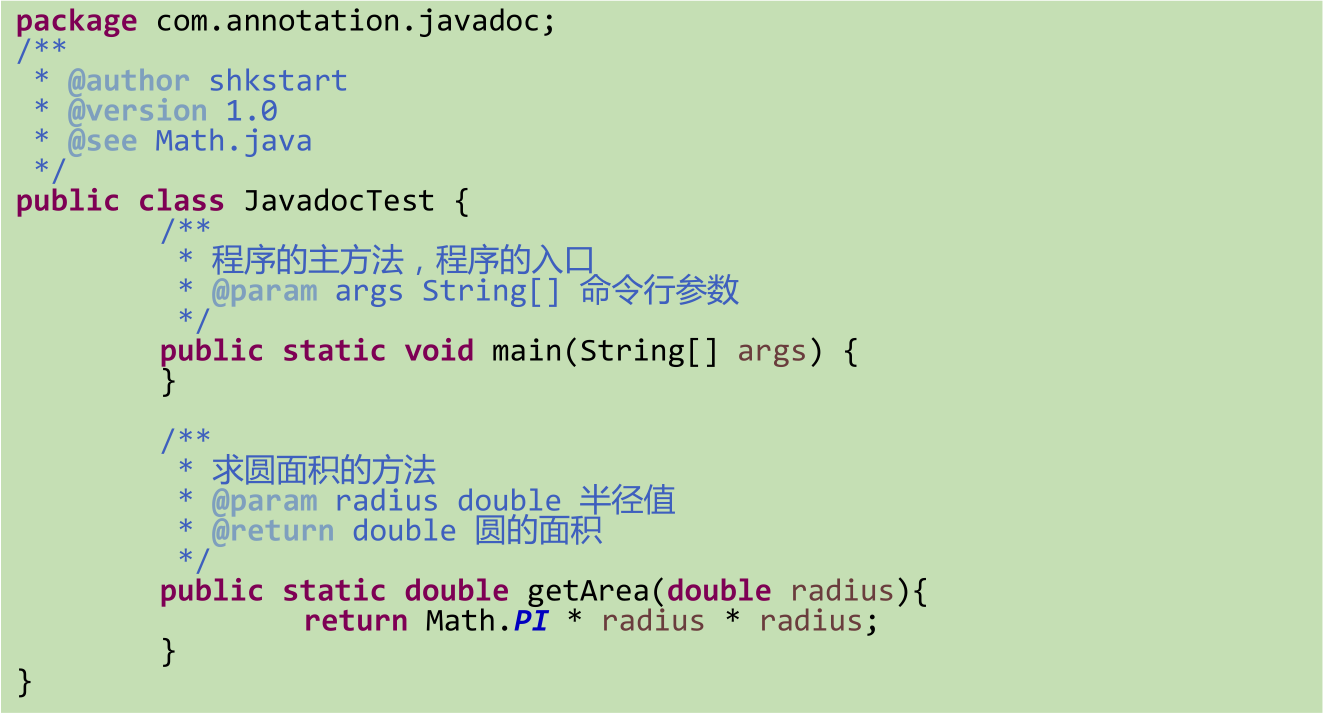 package com.annotation.javadoc;
/**
 * @author shkstart
 * @version 1.0
 * @see Math.java
 */
public class JavadocTest {
	/**
	 * 程序的主方法，程序的入口
	 * @param args String[] 命令行参数
	 */
	public static void main(String[] args) {
	}

	/**
	 * 求圆面积的方法
	 * @param radius double 半径值
	 * @return double 圆的面积
	 */
	public static double getArea(double radius){
		return Math.PI * radius * radius;
	}
}